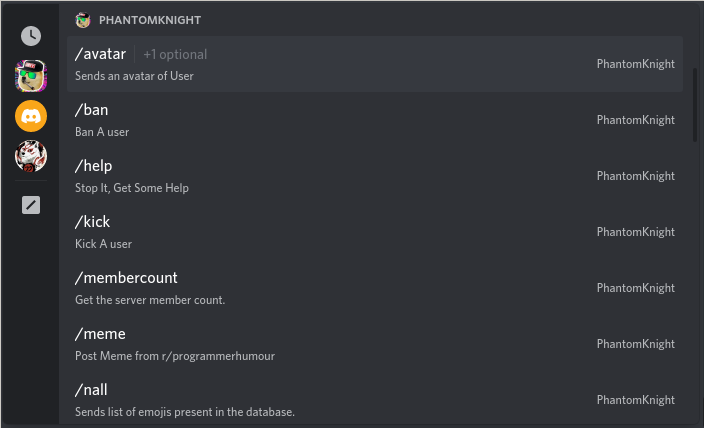 PHANTOMKNIGHT
/avatar +1 optional
Sends an avatar of User
PhantomKnight
/ban
Ban A user
PhantomKnight
/help
Stop It, Get Some Help
PhantomKnight
/kick
Kick A user
PhantomKnight
/membercount
Get the server member count.
PhantomKnight
/meme
Post Meme from r/programmerhumour
PhantomKnight
/nall
Sends list of emojis present in the database.
PhantomKnight